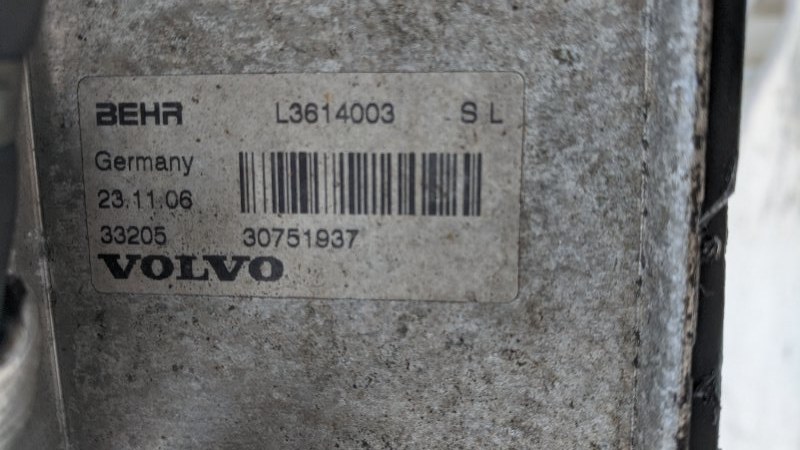 BEHR L3614003 S L
Germany
23.11.06
33205 30751937
VOLVO